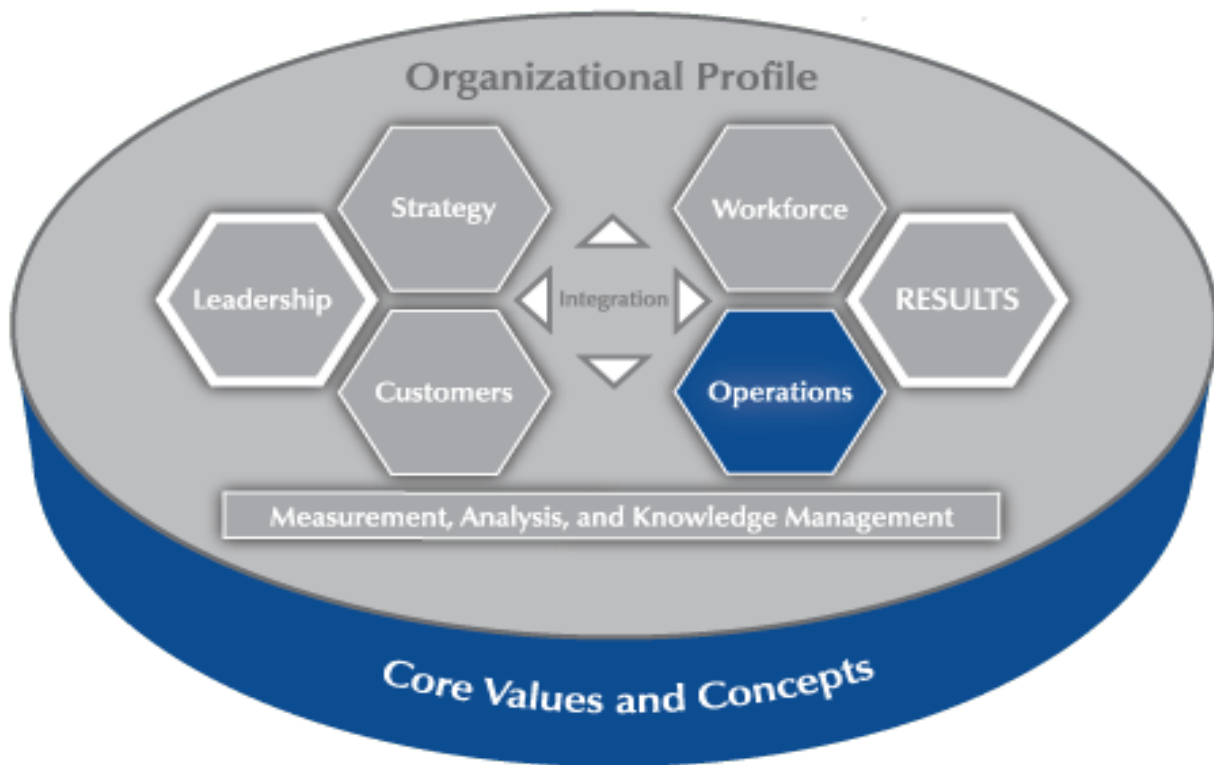 Organizational Profile
Strategy
Workforce
Leadership
Integration
RESULTS
Customers
Operations
Measurement, Analysis, and Knowledge Management
Core Values and Concepts